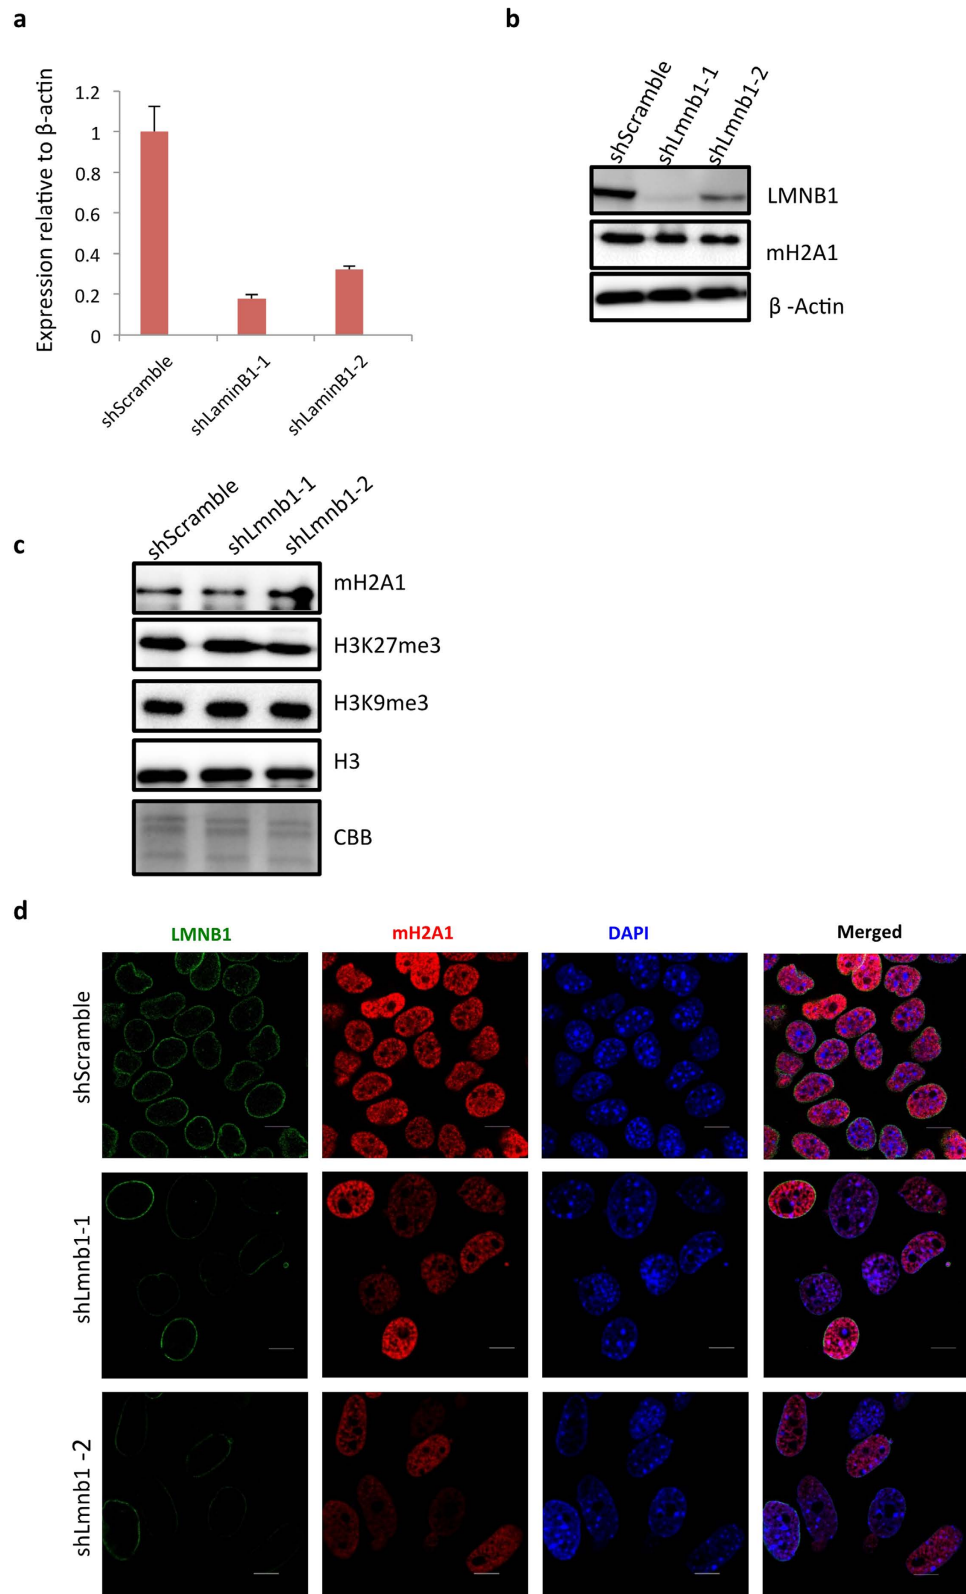 a
Expression relative to β-actin
1.2
1
0.8
0.6
0.4
0.2
0
shScramble
shLaminB1-1
shLaminB1-2
b
shScramble
shLmnb1-1
shLmnb1-2
LMNB1
mH2A1
β -Actin
c
shScramble
shLmnb1-1
shLmnb1-2
mH2A1
H3K27me3
H3K9me3
H3
CBB
d
LMNB1
mH2A1
DAPI
Merged
shScramble
shLmnb1-1
shLmnb1 -2